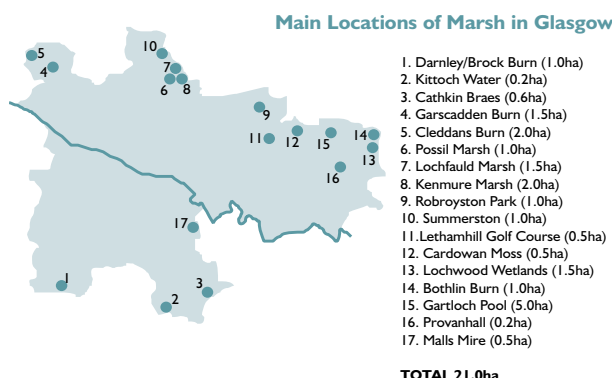 Main Locations of Marsh in Glasgow
1. Darnley/Brock Burn (1.0ha)
2. Kittoch Water (0.2ha)
3. Cathkin Braes (0.6ha)
4. Garscadden Burn (1.5ha)
5. Cleddans Burn (2.0ha)
6. Possil Marsh (1.0ha)
7. Lochfauld Marsh (1.5ha)
8. Kenmure Marsh (2.0ha)
9. Robroyston Park (1.0ha)
10. Summerston (1.0ha)
11.Lethamhill Golf Course (0.5ha)
12. Cardowan Moss (0.5ha)
13. Lochwood Wetlands (1.5ha)
14. Bothlin Burn (1.0ha)
15. Gartloch Pool (5.0ha)
16. Provanhall (0.2ha)
17. Malls Mire (0.5ha)
TOTAL 21.0ha
5
4
10
7
6
8
9
11
12
15
14
13
16
17
1
2
3